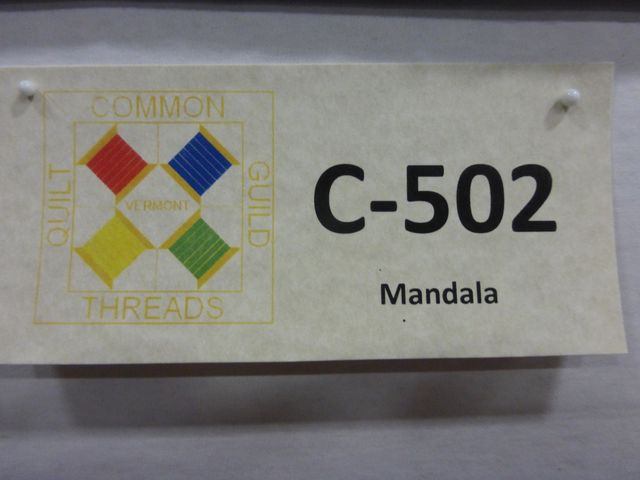 COMMON
QUILT
VERMONT
GUILD
THREADS
C-502
Mandala